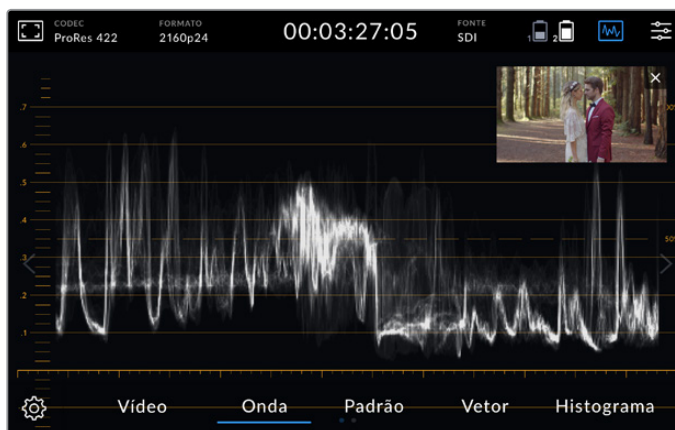 CODEC
ProRes 422
FORMATO
2160p24
00:03:27:05
FONTE
SDI
1
2
.7
.6
.5
.4
50%
.3
.2
.1
Vídeo
Onda
Padrão
Vetor
Histograma